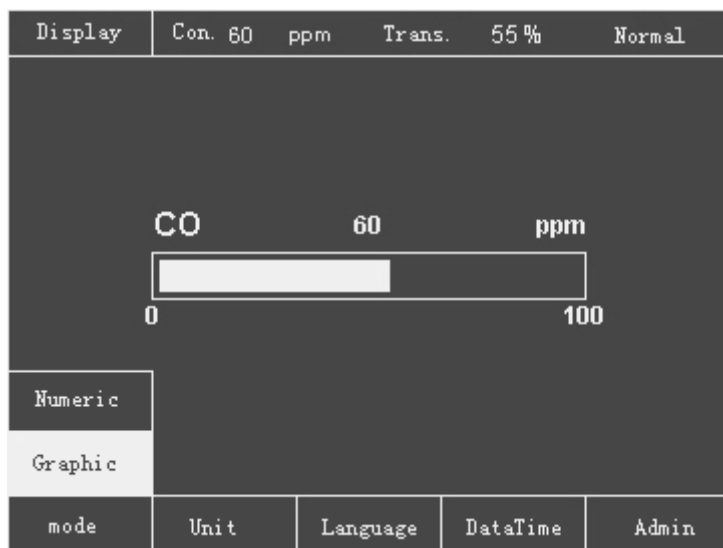 Display Con. 60 ppm Trans. 55% Normal
CO 60 ppm
0 100
Numeric
Graphic
mode Unit Language DataTime Admin